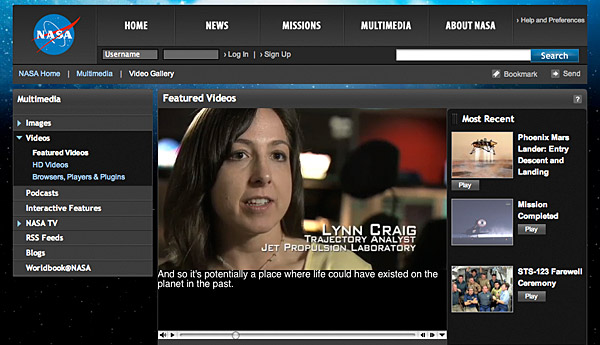 NASA
HOME
NEWS
MISSIONS
MULTIMEDIA
ABOUT NASA
› Help and Preferences
Username
› Log In | › Sign Up
Search
NASA Home | Multimedia | Video Gallery
Bookmark
Send
Multimedia
Images
Videos
Featured Videos
HD Videos
Browsers, Players & Plugins
Podcasts
Interactive Features
NASA TV
RSS Feeds
Blogs
Worldbook@NASA
Featured Videos
?
LYNN CRAIG
TRAJECTORY ANALYST
JET PROPULSION LABORATORY
And so it's potentially a place where life could have existed on the
planet in the past.
Most Recent
Phoenix Mars
Lander: Entry
Descent and
Landing
Play
Mission
Completed
Play
STS-123 Farewell
Ceremony
Play